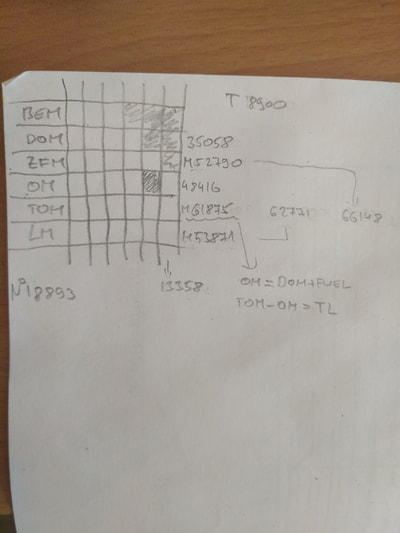 T 8900
BEM
DOM 35058
ZFM M52790
OM 48416
TOM M61875 62771 66148
LM M53871
13358
N°18893
OM = DOM+FUEL
TOM-OM = TL